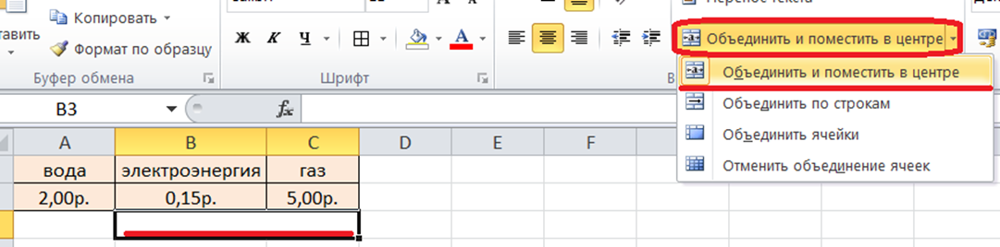 Копировать
Перенос текста
тавить
Формат по образцу
Ж К Ч А
Объединить и поместить в центре
Буфер обмена
Шрифт
Объединить и поместить в центре
B3
fx
Объединить по строкам
A B C D E F
Объединить ячейки
вода электроэнергия газ
Отменить объединение ячеек
2,00р. 0,15р. 5,00р.